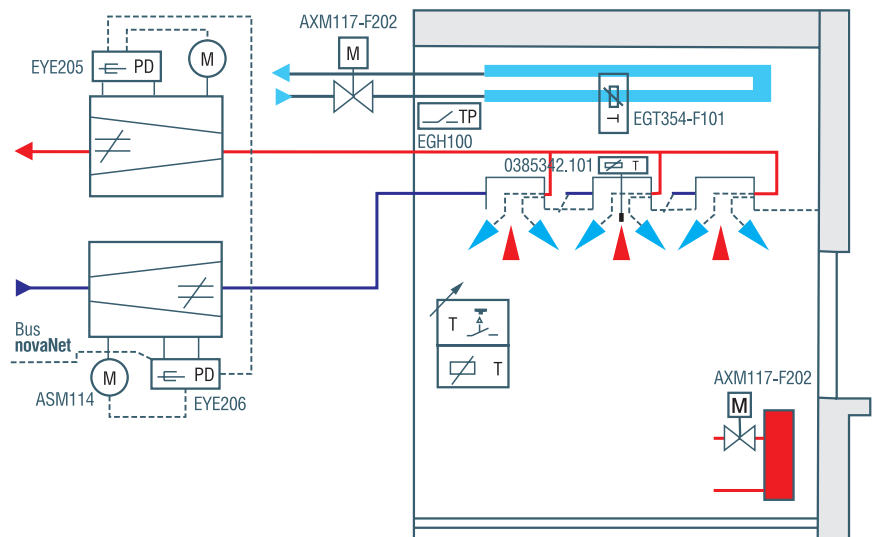 AXM117-F202
M
EYE205
PD
M
TP
EGH100
T
EGT354-F101
0385342.101
T
Bus
novaNet
M
PD
ASM114
EYE206
T
T
AXM117-F202
M